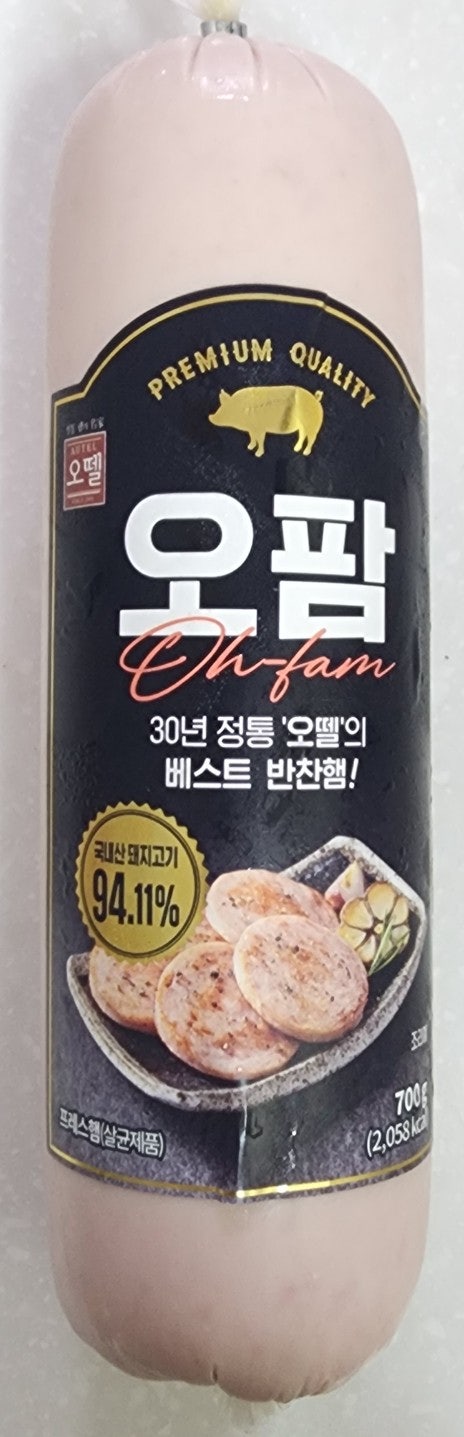 PREMIUM QUALITY
AUTEL
오뗄
오팜
Oh-fam
30년 정통 '오뗄'의
베스트 반찬햄!
국내산 돼지고기
94.11%
700g
(2,058 kcal
프레스햄(살균제품)